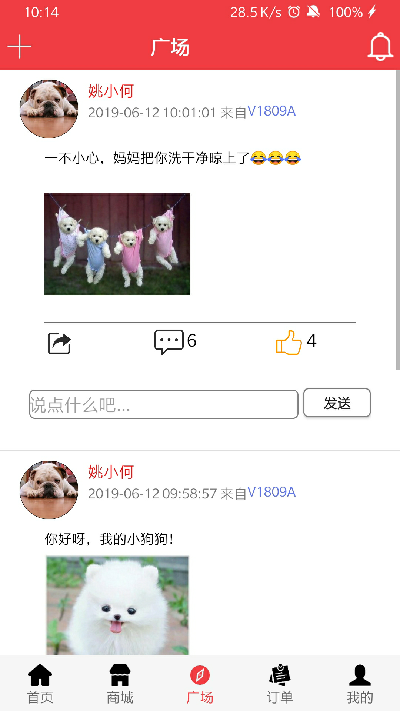 10:14 28.5K/s 100%
广场
姚小何
2019-06-12 10:01:01 来自V1809A
一不小心，妈妈把你洗干净晾上了😂😂😂
6 4
说点什么吧... 发送
姚小何
2019-06-12 09:58:57 来自V1809A
你好呀，我的小狗狗！
首页 商城 广场 订单 我的